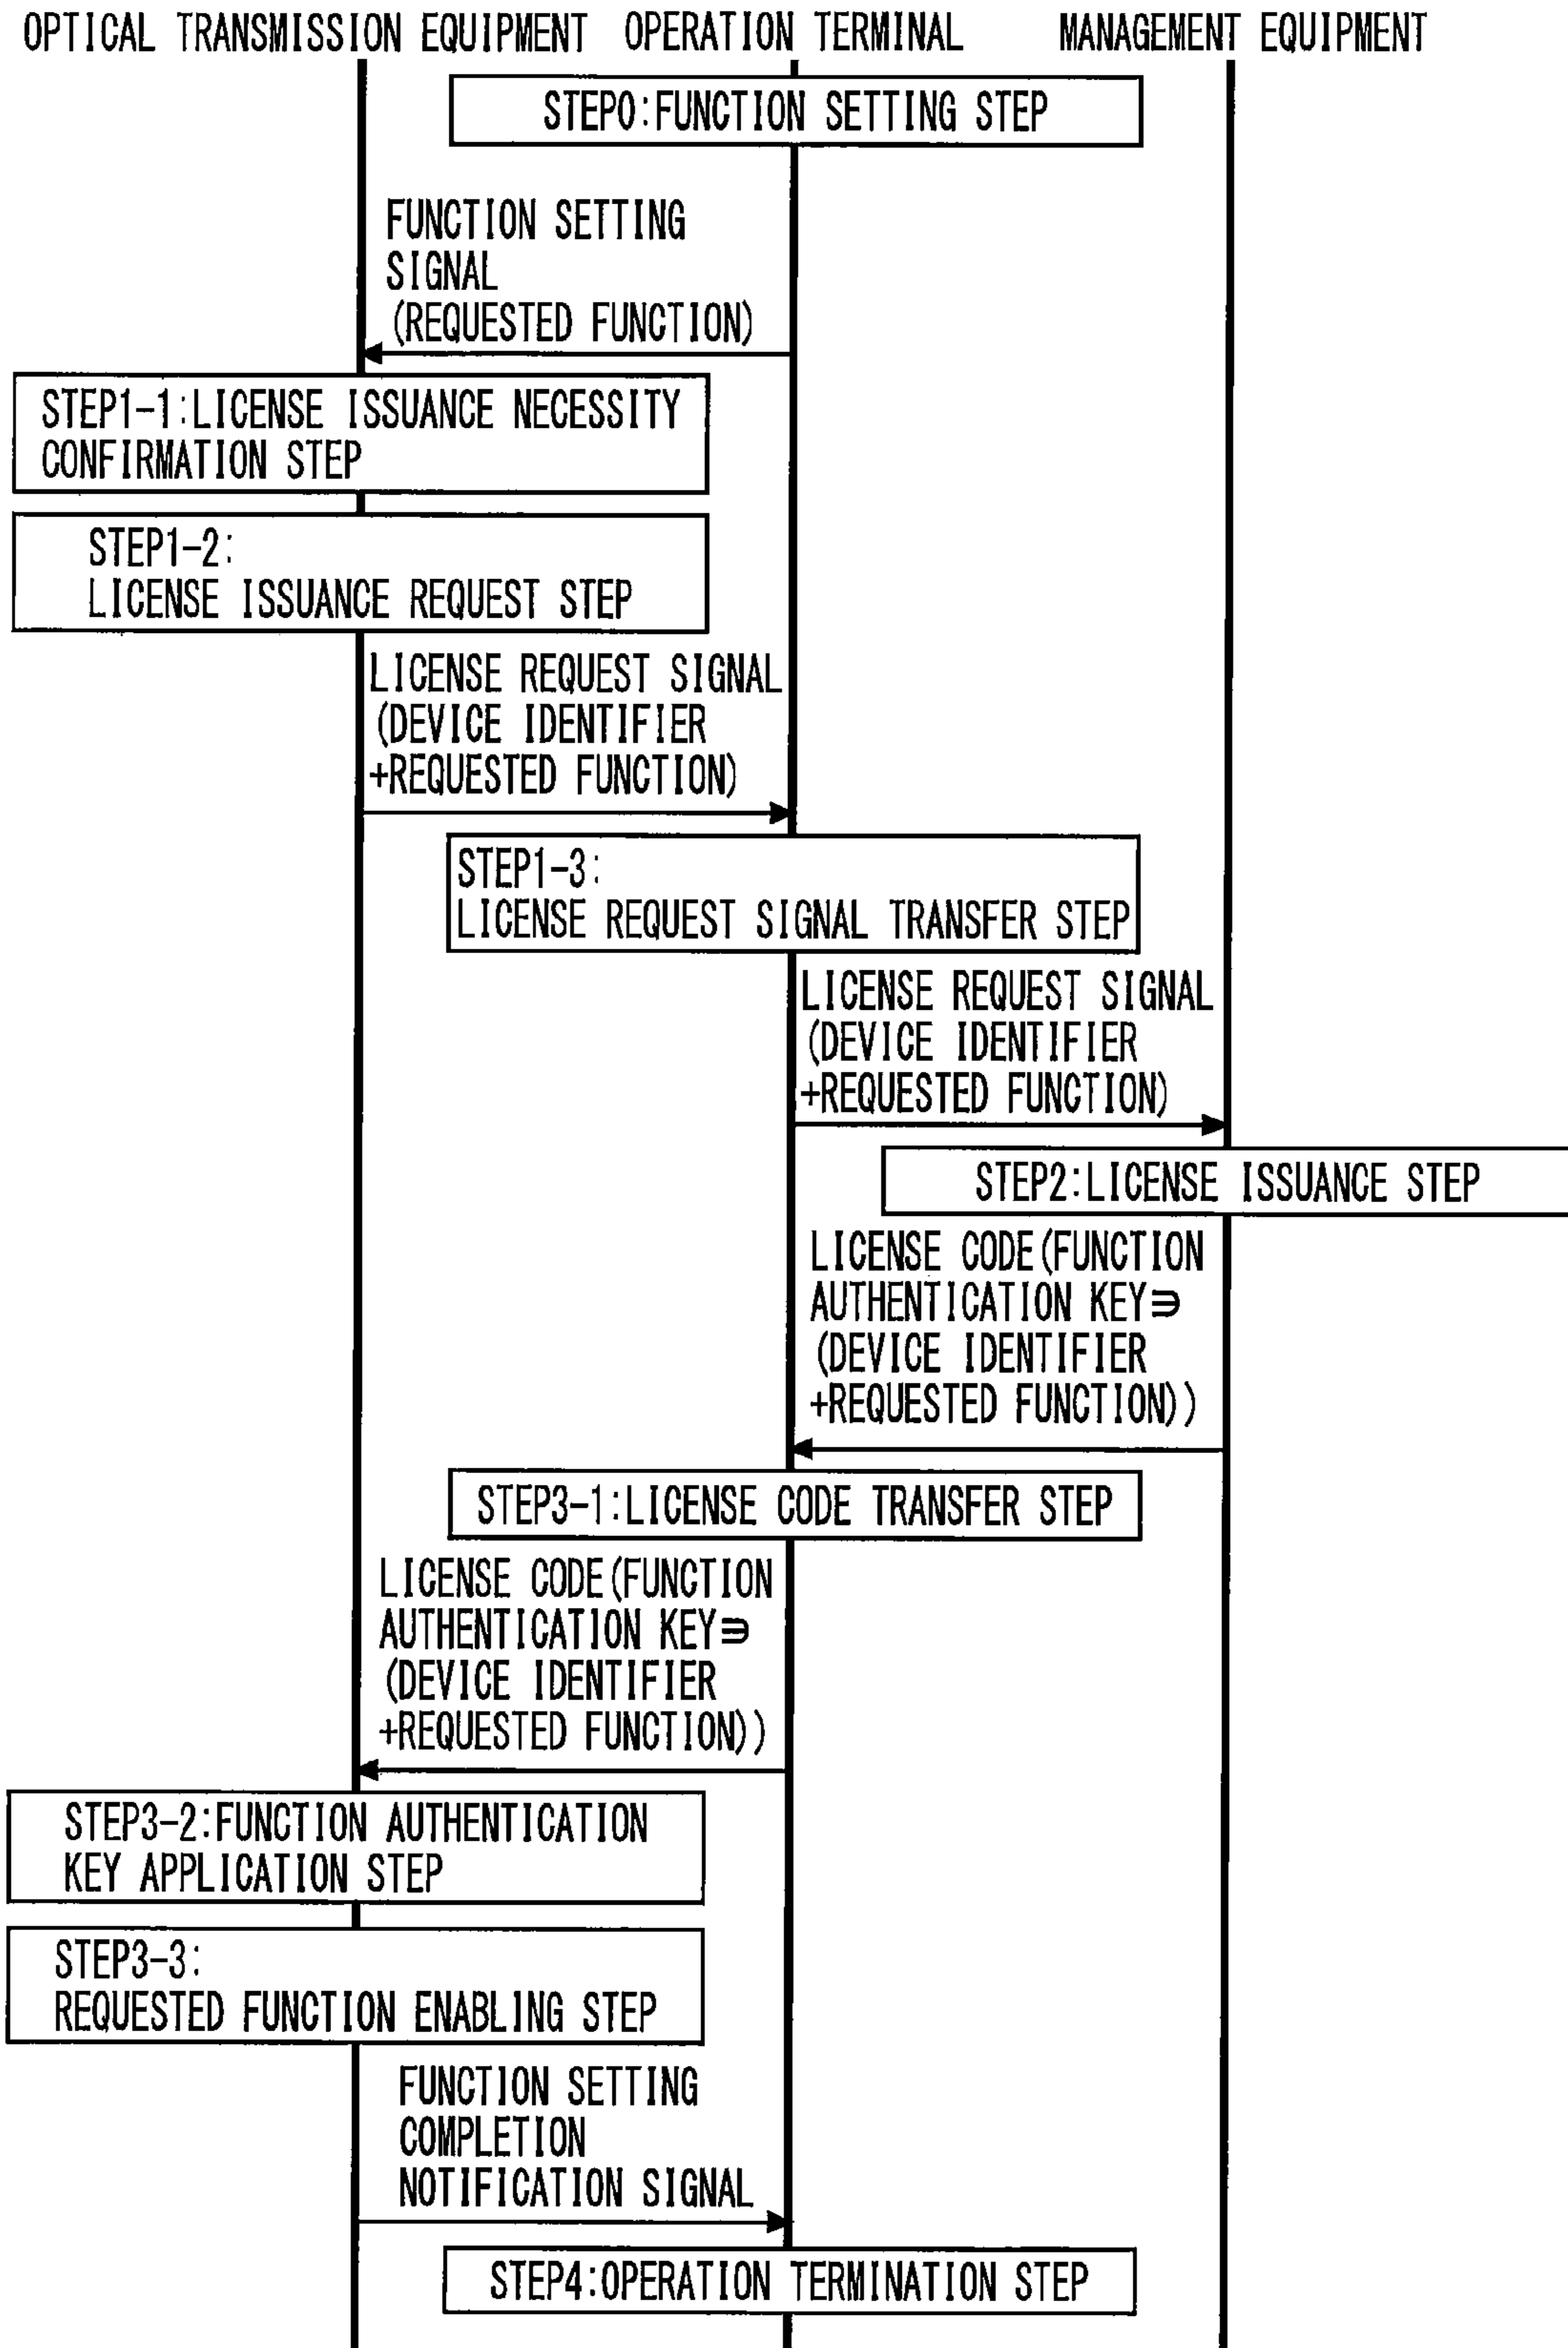 OPTICAL TRANSMISSION EQUIPMENT OPERATION TERMINAL MANAGEMENT EQUIPMENT
STEP0:FUNCTION SETTING STEP
FUNCTION SETTING
SIGNAL
(REQUESTED FUNCTION)
STEP1-1:LICENSE ISSUANCE NECESSITY
CONFIRMATION STEP
STEP1-2:
LICENSE ISSUANCE REQUEST STEP
LICENSE REQUEST SIGNAL
(DEVICE IDENTIFIER
+REQUESTED FUNCTION)
STEP1-3:
LICENSE REQUEST SIGNAL TRANSFER STEP
LICENSE REQUEST SIGNAL
(DEVICE IDENTIFIER
+REQUESTED FUNCTION)
STEP2:LICENSE ISSUANCE STEP
LICENSE CODE(FUNCTION
AUTHENTICATION KEY∋
(DEVICE IDENTIFIER
+REQUESTED FUNCTION))
STEP3-1:LICENSE CODE TRANSFER STEP
LICENSE CODE(FUNCTION
AUTHENTICATION KEY∋
(DEVICE IDENTIFIER
+REQUESTED FUNCTION))
STEP3-2:FUNCTION AUTHENTICATION
KEY APPLICATION STEP
STEP3-3:
REQUESTED FUNCTION ENABLING STEP
FUNCTION SETTING
COMPLETION
NOTIFICATION SIGNAL
STEP4:OPERATION TERMINATION STEP